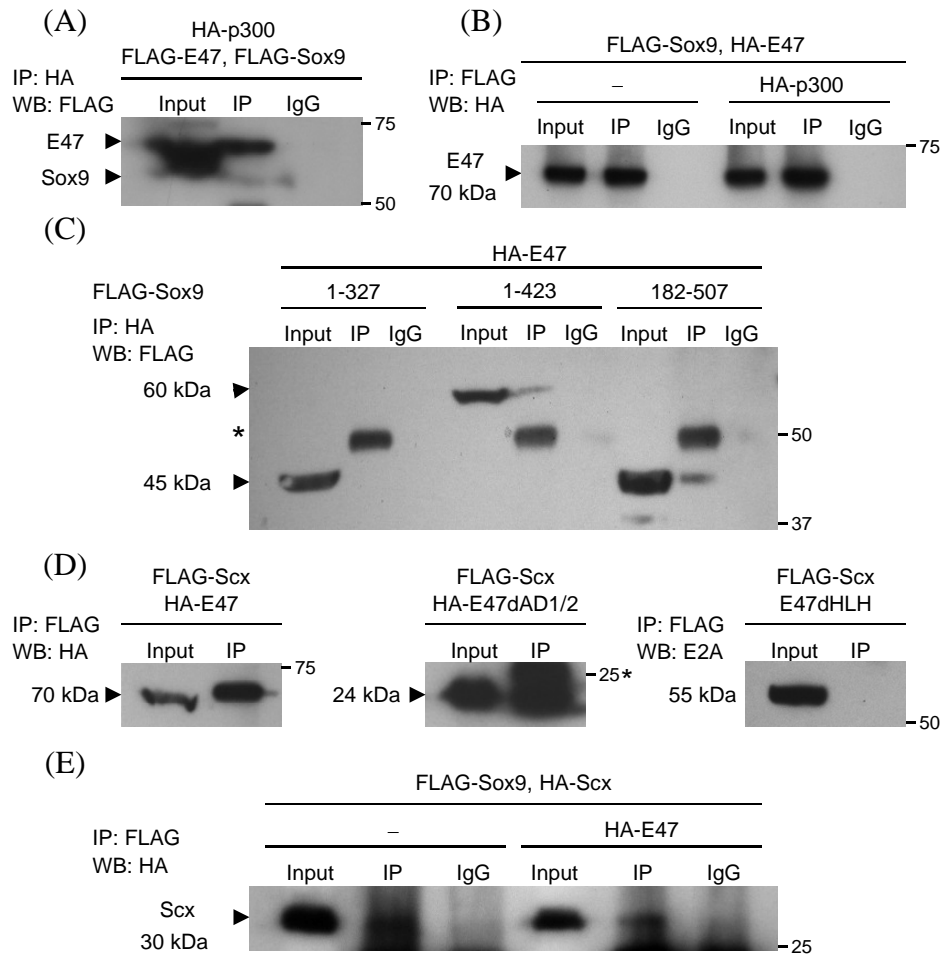 (A)
HA-p300
FLAG-E47, FLAG-Sox9
IP: HA
WB: FLAG
Input IP IgG
75
E47
Sox9
50
(B)
FLAG-Sox9, HA-E47
IP: FLAG
WB: HA
– HA-p300
Input IP IgG Input IP IgG
75
E47
70 kDa
(C)
HA-E47
FLAG-Sox9 1-327 1-423 182-507
IP: HA
WB: FLAG
Input IP IgG Input IP IgG Input IP IgG
60 kDa
* 50
45 kDa
37
(D)
FLAG-Scx
HA-E47
IP: FLAG
WB: HA
Input IP
75
70 kDa
FLAG-Scx
HA-E47dAD1/2
Input IP
25*
24 kDa
FLAG-Scx
E47dHLH
IP: FLAG
WB: E2A
Input IP
55 kDa
50
(E)
FLAG-Sox9, HA-Scx
IP: FLAG
WB: HA
– HA-E47
Input IP IgG Input IP IgG
Scx
30 kDa
25